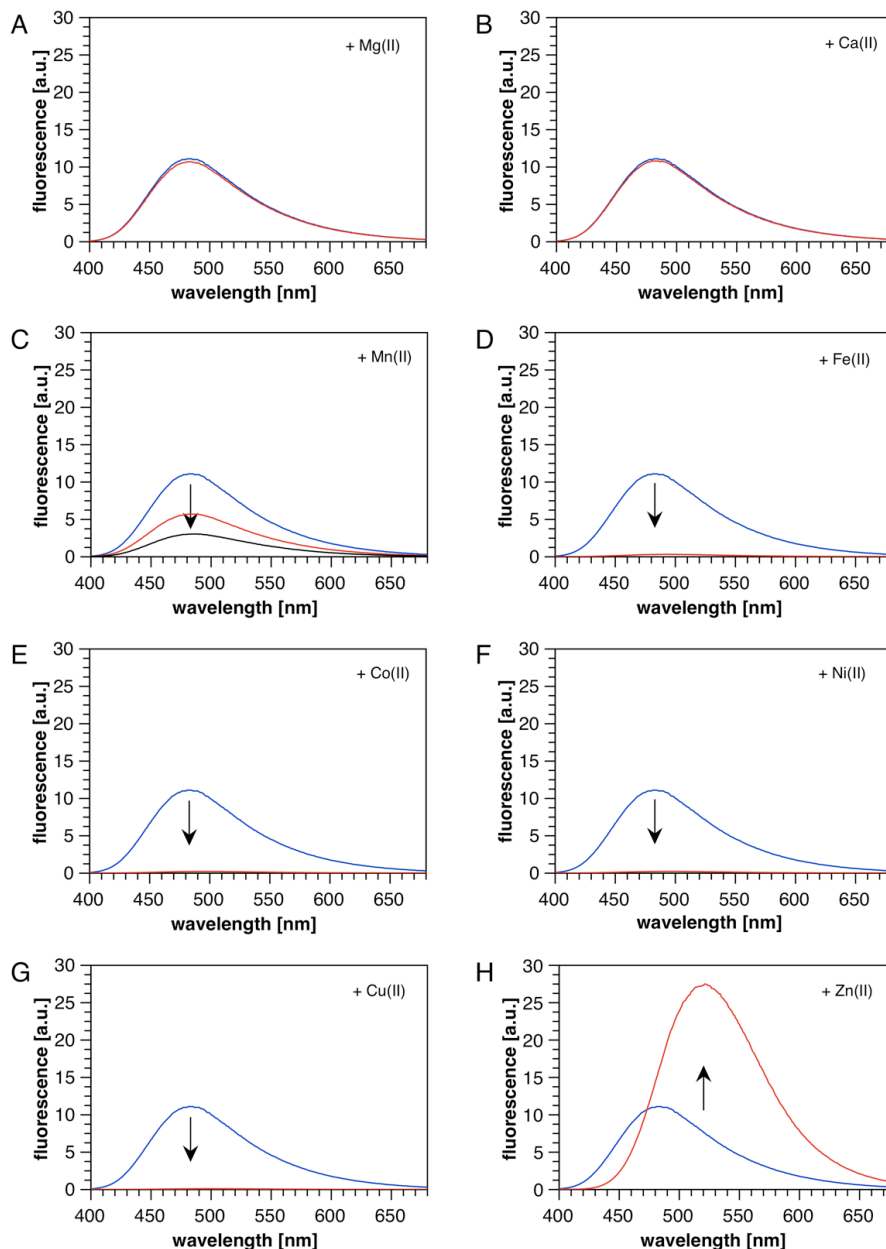 A
B
+ Mg(II)
+ Ca(II)
fluorescence [a.u.]
30
25
20
15
10
5
0
400 450 500 550 600 650
wavelength [nm]
fluorescence [a.u.]
30
25
20
15
10
5
0
400 450 500 550 600 650
wavelength [nm]
C
D
+ Mn(II)
+ Fe(II)
fluorescence [a.u.]
30
25
20
15
10
5
0
400 450 500 550 600 650
wavelength [nm]
fluorescence [a.u.]
30
25
20
15
10
5
0
400 450 500 550 600 650
wavelength [nm]
E
F
+ Co(II)
+ Ni(II)
fluorescence [a.u.]
30
25
20
15
10
5
0
400 450 500 550 600 650
wavelength [nm]
fluorescence [a.u.]
30
25
20
15
10
5
0
400 450 500 550 600 650
wavelength [nm]
G
H
+ Cu(II)
+ Zn(II)
fluorescence [a.u.]
30
25
20
15
10
5
0
400 450 500 550 600 650
wavelength [nm]
fluorescence [a.u.]
30
25
20
15
10
5
0
400 450 500 550 600 650
wavelength [nm]